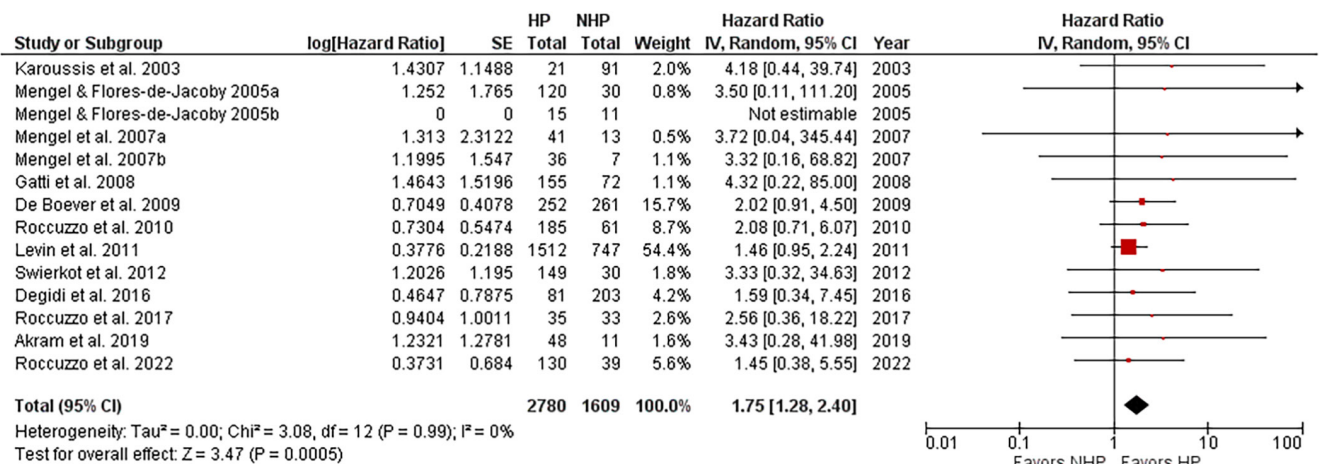 HP NHP Hazard Ratio Hazard Ratio
Study or Subgroup log[Hazard Ratio] SE Total Total Weight IV, Random, 95% CI Year IV, Random, 95% CI
Karoussis et al. 2003 1.4307 1.1488 21 91 2.0% 4.18 [0.44, 39.74] 2003
Mengel & Flores-de-Jacoby 2005a 1.252 1.765 120 30 0.8% 3.50 [0.11, 111.20] 2005
Mengel & Flores-de-Jacoby 2005b 0 0 15 11 Not estimable 2005
Mengel et al. 2007a 1.313 2.3122 41 13 0.5% 3.72 [0.04, 345.44] 2007
Mengel et al. 2007b 1.1995 1.547 36 7 1.1% 3.32 [0.16, 68.82] 2007
Gatti et al. 2008 1.4643 1.5196 155 72 1.1% 4.32 [0.22, 85.00] 2008
De Boever et al. 2009 0.7049 0.4078 252 261 15.7% 2.02 [0.91, 4.50] 2009
Roccuzzo et al. 2010 0.7304 0.5474 185 61 8.7% 2.08 [0.71, 6.07] 2010
Levin et al. 2011 0.3776 0.2188 1512 747 54.4% 1.46 [0.95, 2.24] 2011
Swierkot et al. 2012 1.2026 1.195 149 30 1.8% 3.33 [0.32, 34.63] 2012
Degidi et al. 2016 0.4647 0.7875 81 203 4.2% 1.59 [0.34, 7.45] 2016
Roccuzzo et al. 2017 0.9404 1.0011 35 33 2.6% 2.56 [0.36, 18.22] 2017
Akram et al. 2019 1.2321 1.2781 48 11 1.6% 3.43 [0.28, 41.98] 2019
Roccuzzo et al. 2022 0.3731 0.684 130 39 5.6% 1.45 [0.38, 5.55] 2022
Total (95% CI) 2780 1609 100.0% 1.75 [1.28, 2.40]
Heterogeneity: Tau² = 0.00; Chi² = 3.08, df = 12 (P = 0.99); I² = 0%
Test for overall effect: Z = 3.47 (P = 0.0005)
0.01 0.1 1 10 100
Favors NHP Favors HP